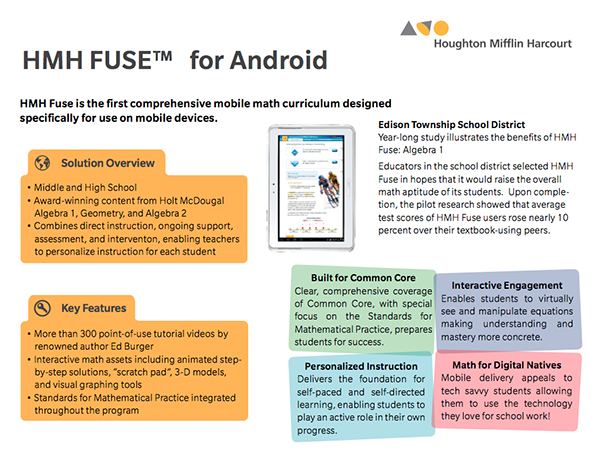 Houghton Mifflin Harcourt
HMH FUSE™ for Android
HMH Fuse is the first comprehensive mobile math curriculum designed
specifically for use on mobile devices.
Solution Overview
• Middle and High School
• Award-winning content from Holt McDougal
Algebra 1, Geometry, and Algebra 2
• Combines direct instruction, ongoing support,
assessment, and interventon, enabling teachers
to personalize instruction for each student
Key Features
• More than 300 point-of-use tutorial videos by
renowned author Ed Burger
• Interactive math assets including animated step-
by-step solutions, “scratch pad”, 3-D models,
and visual graphing tools
• Standards for Mathematical Practice integrated
throughout the program
Edison Township School District
Year-long study illustrates the benefits of HMH
Fuse: Algebra 1
Educators in the school district selected HMH
Fuse in hopes that it would raise the overall
math aptitude of its students. Upon comple-
tion, the pilot research showed that average
test scores of HMH Fuse users rose nearly 10
percent over their textbook-using peers.
Built for Common Core
Clear, comprehensive coverage
of Common Core, with special
focus on the Standards for
Mathematical Practice, prepares
students for success.
Interactive Engagement
Enables students to virtually
see and manipulate equations
making understanding and
mastery more concrete.
Personalized Instruction
Delivers the foundation for
self-paced and self-directed
learning, enabling students to
play an active role in their own
progress.
Math for Digital Natives
Mobile delivery appeals to
tech savvy students allowing
them to use the technology
they love for school work!